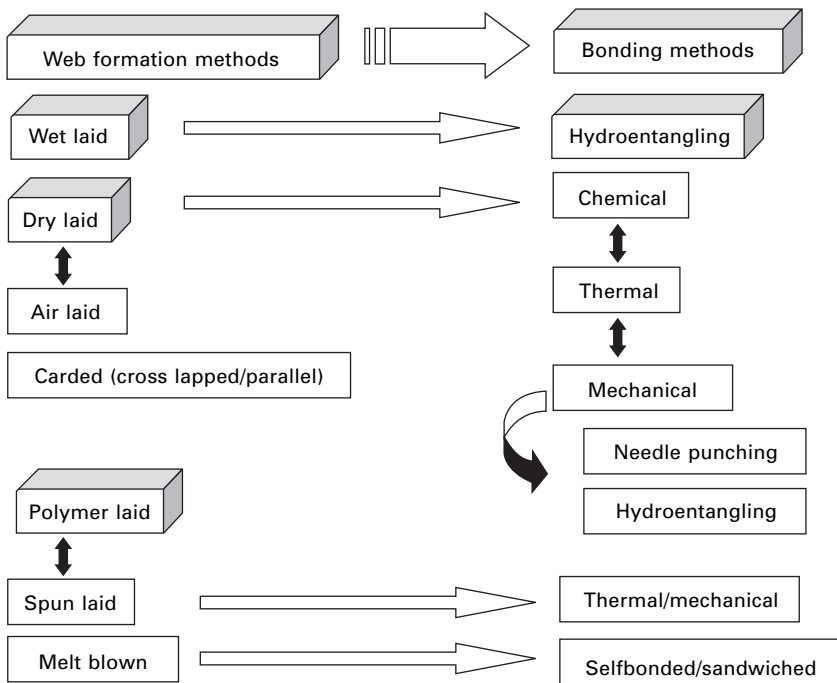 Web formation methods
Bonding methods
Wet laid
Hydroentangling
Dry laid
Chemical
Air laid
Thermal
Carded (cross lapped/parallel)
Mechanical
Needle punching
Polymer laid
Hydroentangling
Spun laid
Thermal/mechanical
Melt blown
Selfbonded/sandwiched